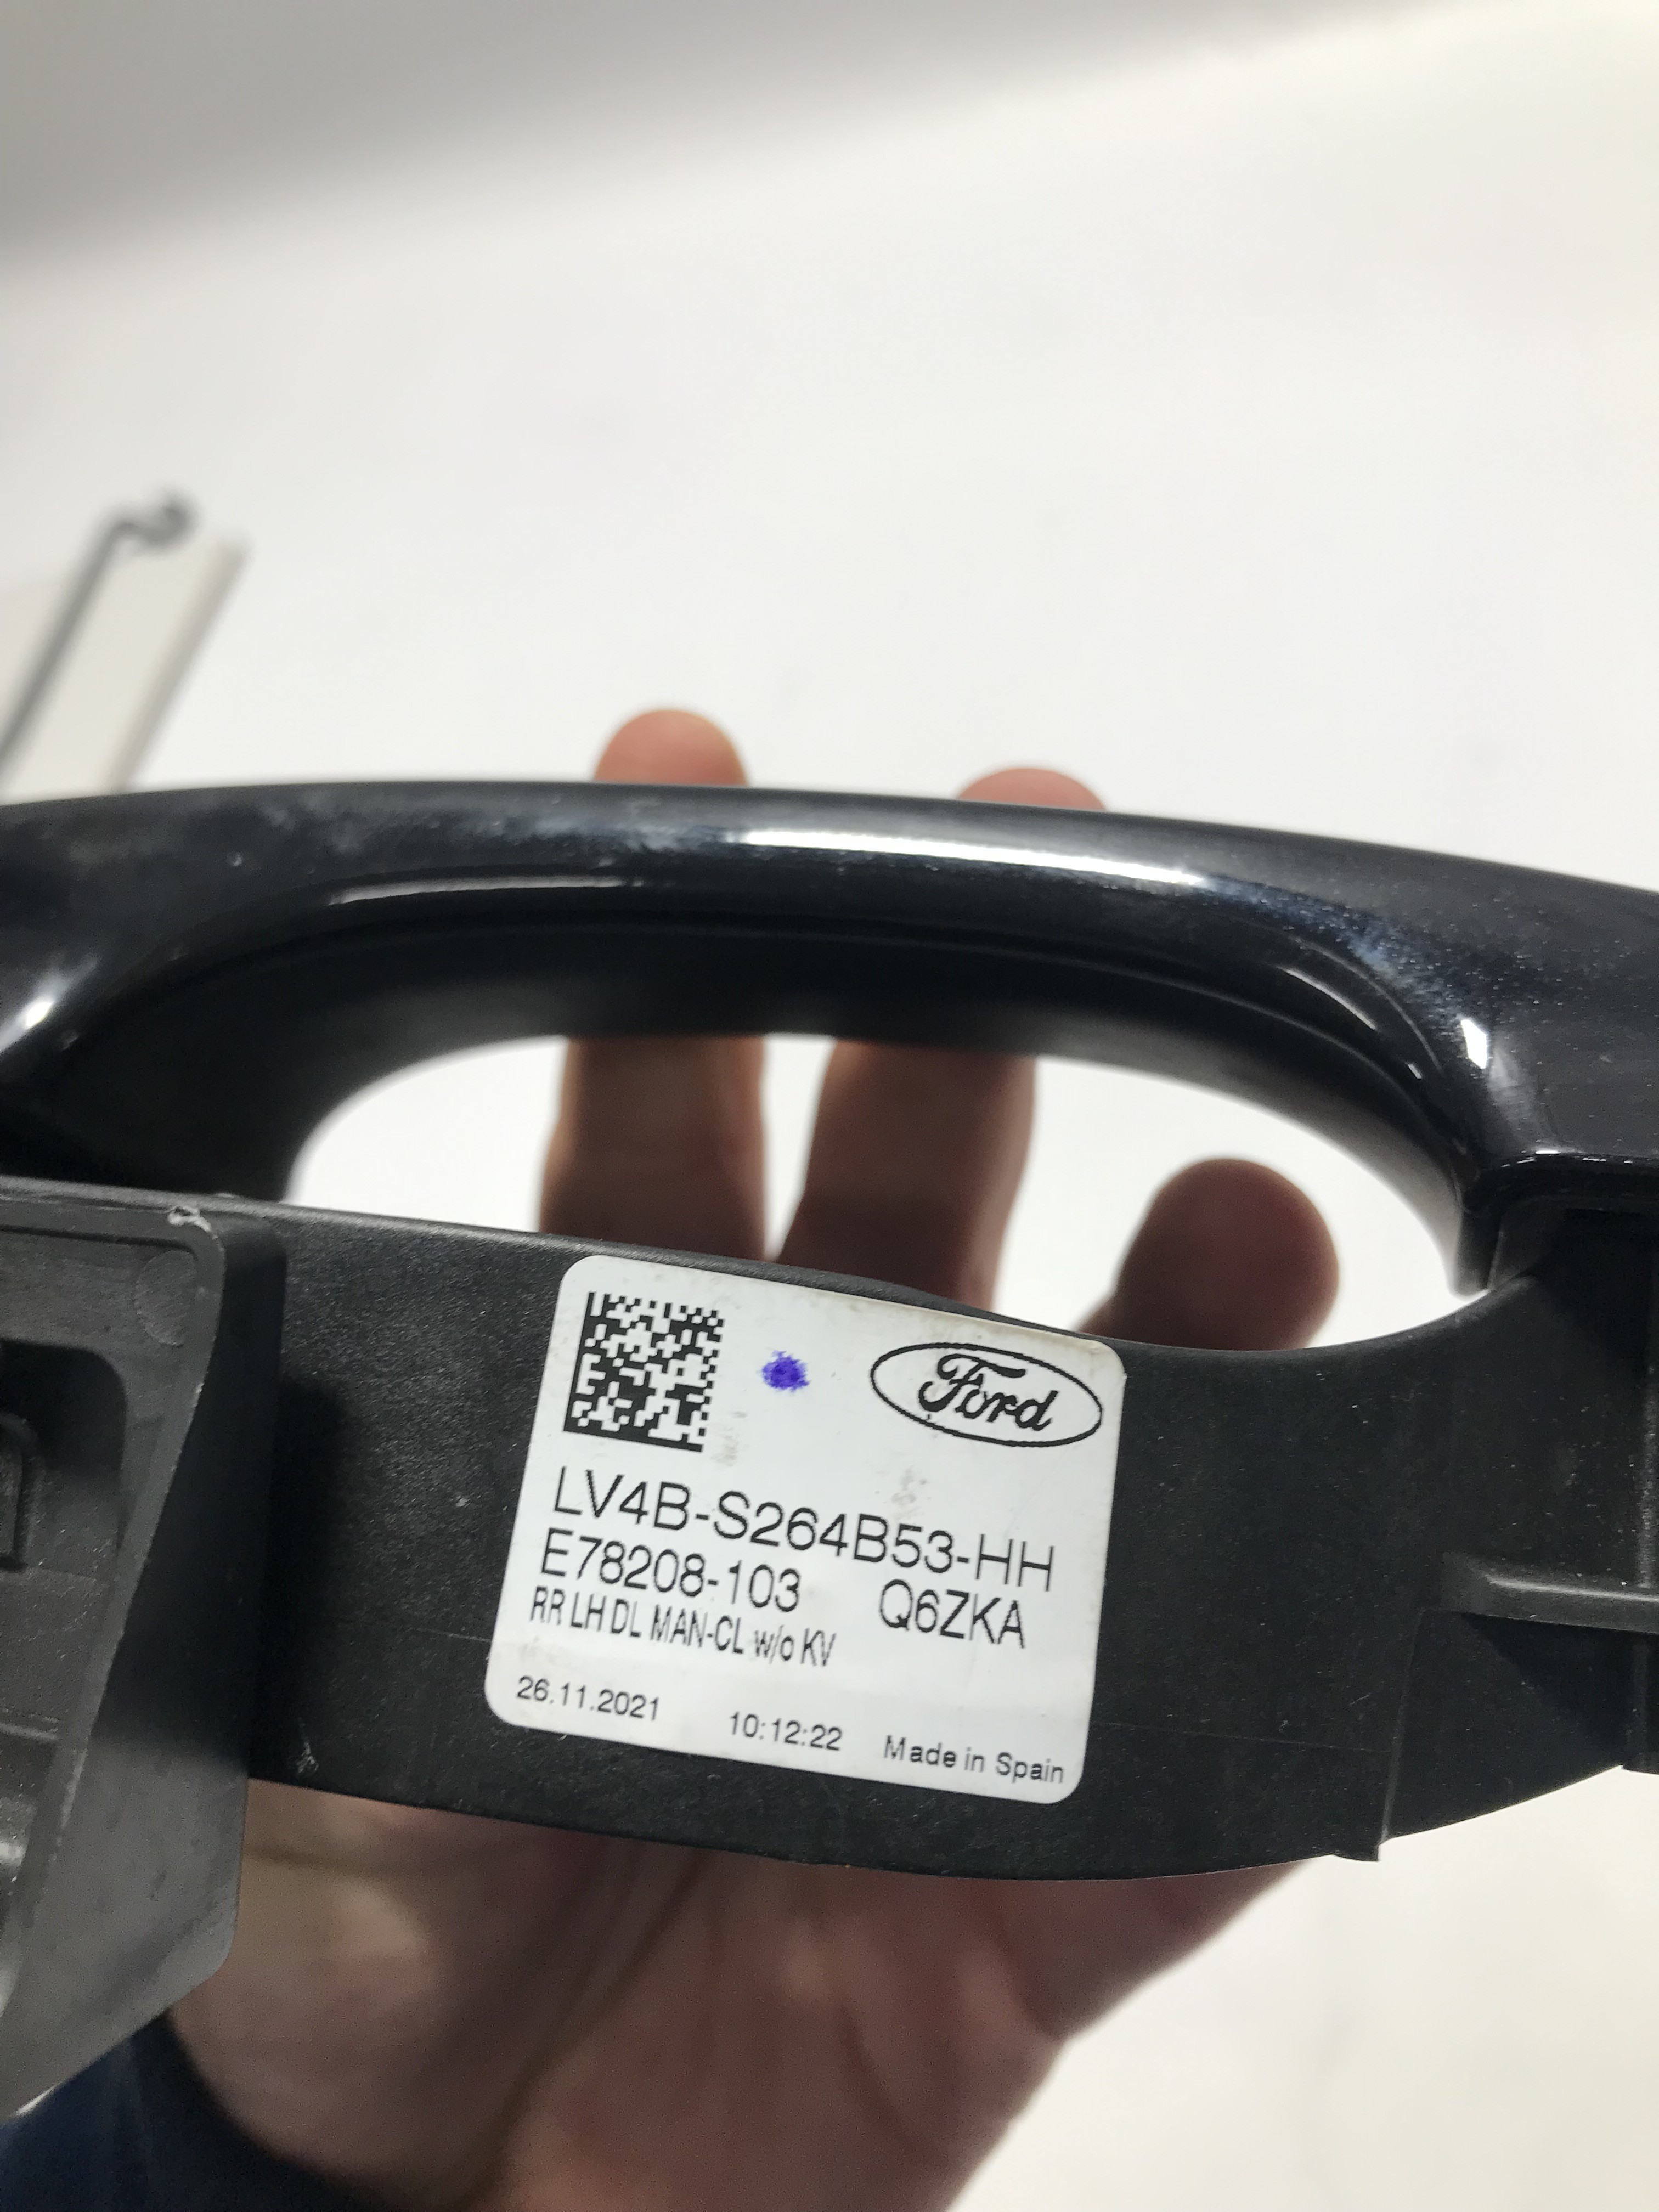 Ford
LV4B-S264B53-HH
E78208-103 Q6ZKA
RR LH DL MAN-CL w/o KV
26.11.2021 10:12:22 Made in Spain